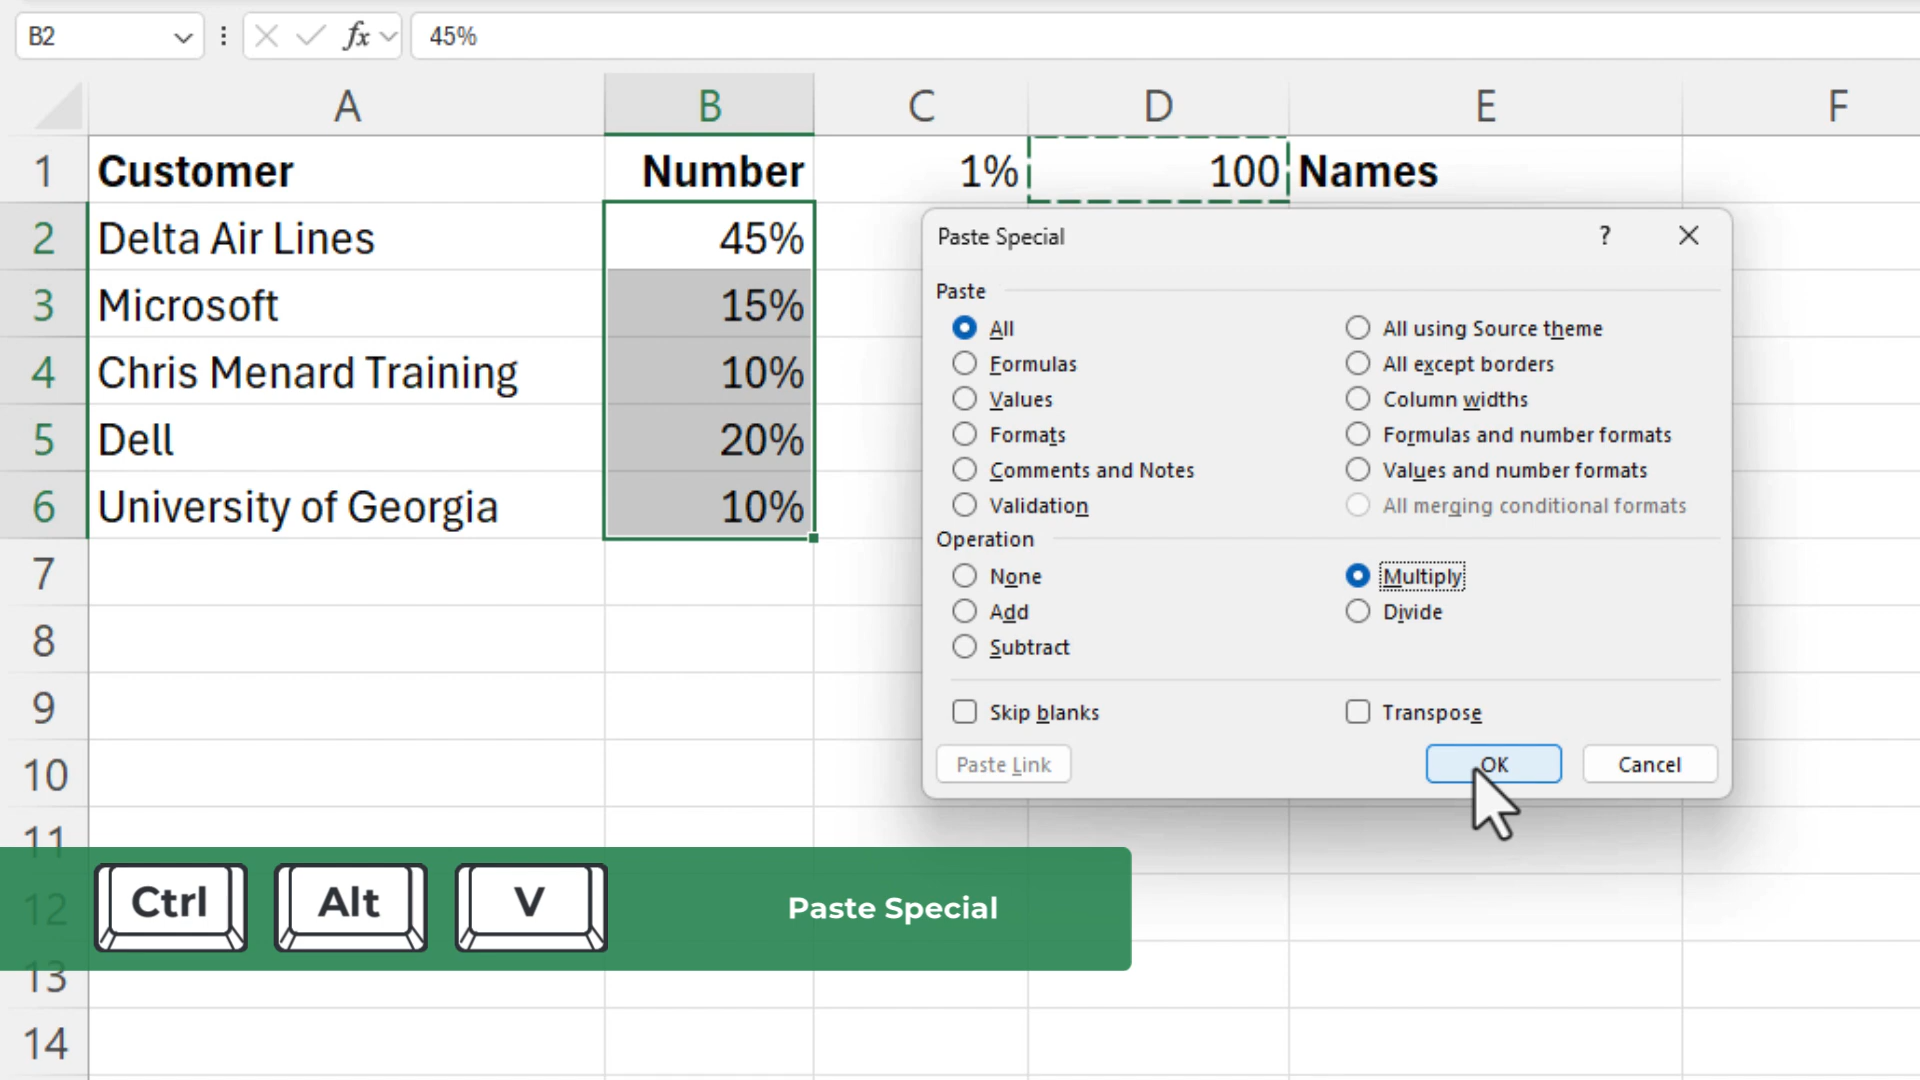 B2 fx 45%
A B C D E F
1 Customer Number 1% 100 Names
2 Delta Air Lines 45%
3 Microsoft 15%
4 Chris Menard Training 10%
5 Dell 20%
6 University of Georgia 10%
7
8
9
10
11
12
13
14
Paste Special ? 
Paste
All All using Source theme
Formulas All except borders
Values Column widths
Formats Formulas and number formats
Comments and Notes Values and number formats
Validation All merging conditional formats
Operation
None Multiply
Add Divide
Subtract
Skip blanks Transpose
Paste Link OK Cancel
Ctrl Alt V Paste Special